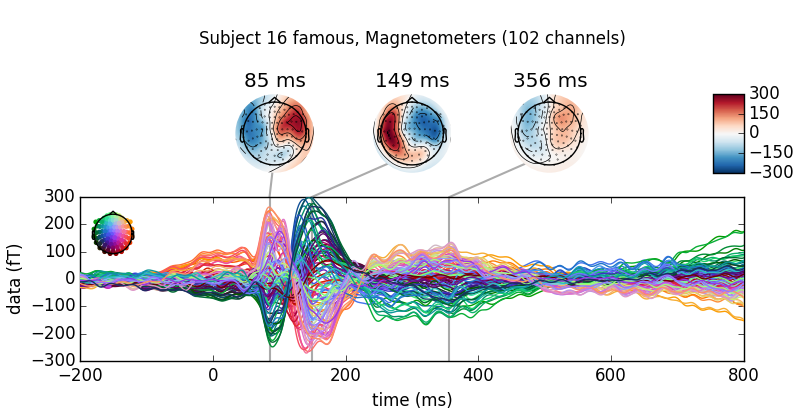 Subject 16 famous, Magnetometers (102 channels)
85 ms 149 ms 356 ms
300
150
0
−150
−300
300
200
100
0
−100
−200
−300
data (fT)
−200 0 200 400 600 800
time (ms)